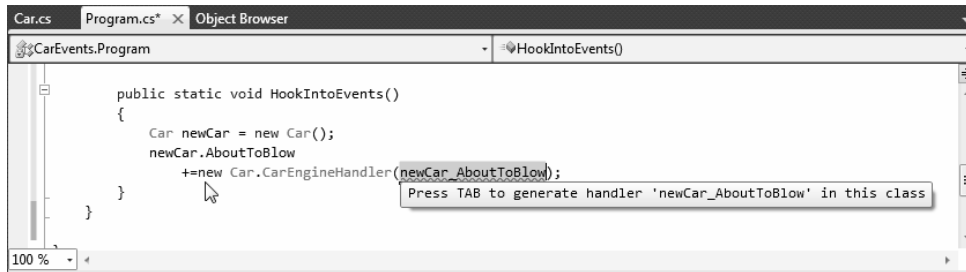 Car.cs Program.cs* × Object Browser
CarEvents.Program HookIntoEvents()
public static void HookIntoEvents()
{
Car newCar = new Car();
newCar.AboutToBlow
+=new Car.CarEngineHandler(newCar_AboutToBlow);
Press TAB to generate handler 'newCar_AboutToBlow' in this class
}
}
100 %